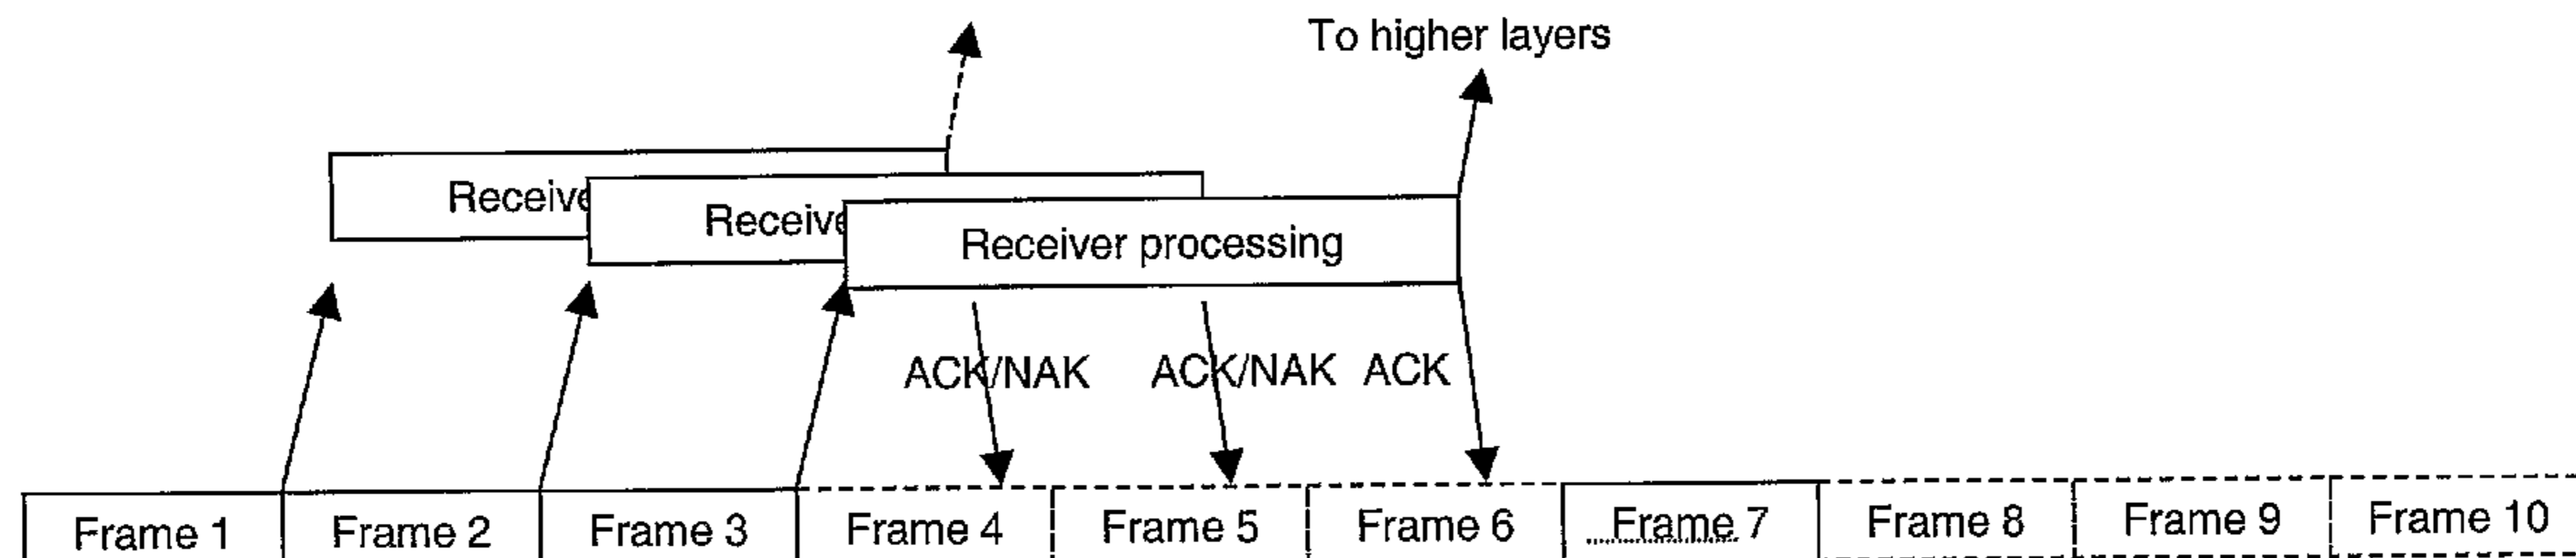 To higher layers
Receive
Receive
Receiver processing
ACK/NAK ACK/NAK ACK
Frame 1 Frame 2 Frame 3 Frame 4 Frame 5 Frame 6 Frame 7 Frame 8 Frame 9 Frame 10